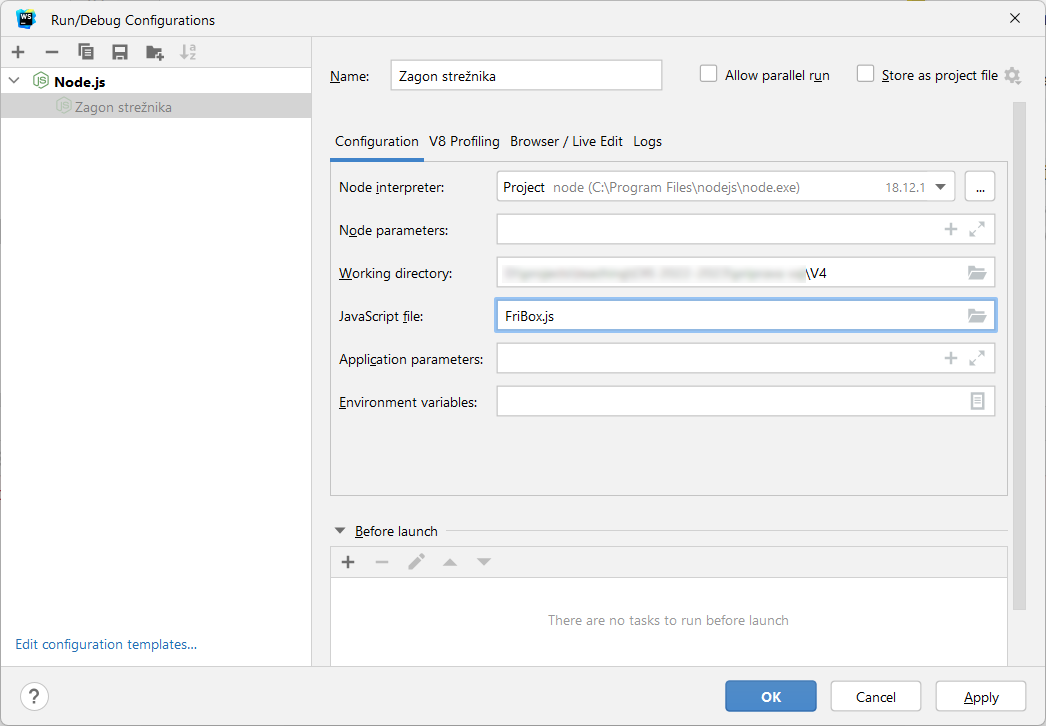 WS
Run/Debug Configurations
Name: Zagon strežnika Allow parallel run Store as project file
Node.js
Zagon strežnika
Configuration V8 Profiling Browser / Live Edit Logs
Node interpreter: Project node (C:\Program Files\nodejs\node.exe) 18.12.1 ...
Node parameters:
Working directory: \V4
JavaScript file: FriBox.js
Application parameters:
Environment variables:
Before launch
There are no tasks to run before launch
Edit configuration templates...
? OK Cancel Apply